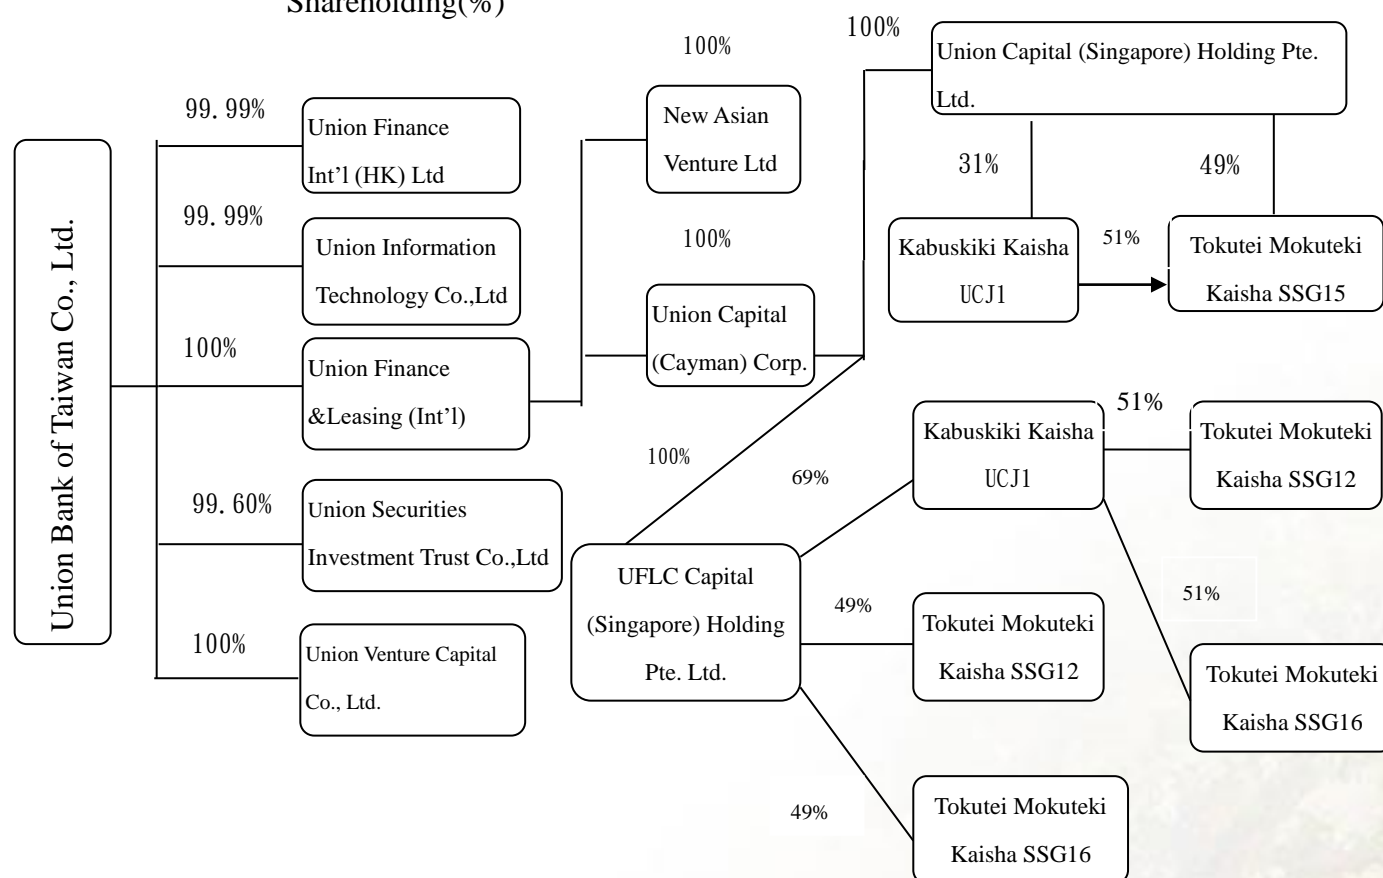 Shareholding(%)
Union Bank of Taiwan Co., Ltd.
99.99%
Union Finance
Int’l (HK) Ltd
99.99%
Union Information
Technology Co.,Ltd
100%
Union Finance
&Leasing (Int’l)
99.60%
Union Securities
Investment Trust Co.,Ltd
100%
Union Venture Capital
Co., Ltd.
100%
New Asian
Venture Ltd
100%
Union Capital
(Cayman) Corp.
100%
Union Capital (Singapore) Holding Pte.
Ltd.
31%
49%
Kabuskiki Kaisha
UCJ1
51%
Tokutei Mokuteki
Kaisha SSG15
100%
UFLC Capital
(Singapore) Holding
Pte. Ltd.
69%
Kabuskiki Kaisha
UCJ1
51%
Tokutei Mokuteki
Kaisha SSG12
51%
Tokutei Mokuteki
Kaisha SSG16
49%
Tokutei Mokuteki
Kaisha SSG12
49%
Tokutei Mokuteki
Kaisha SSG16